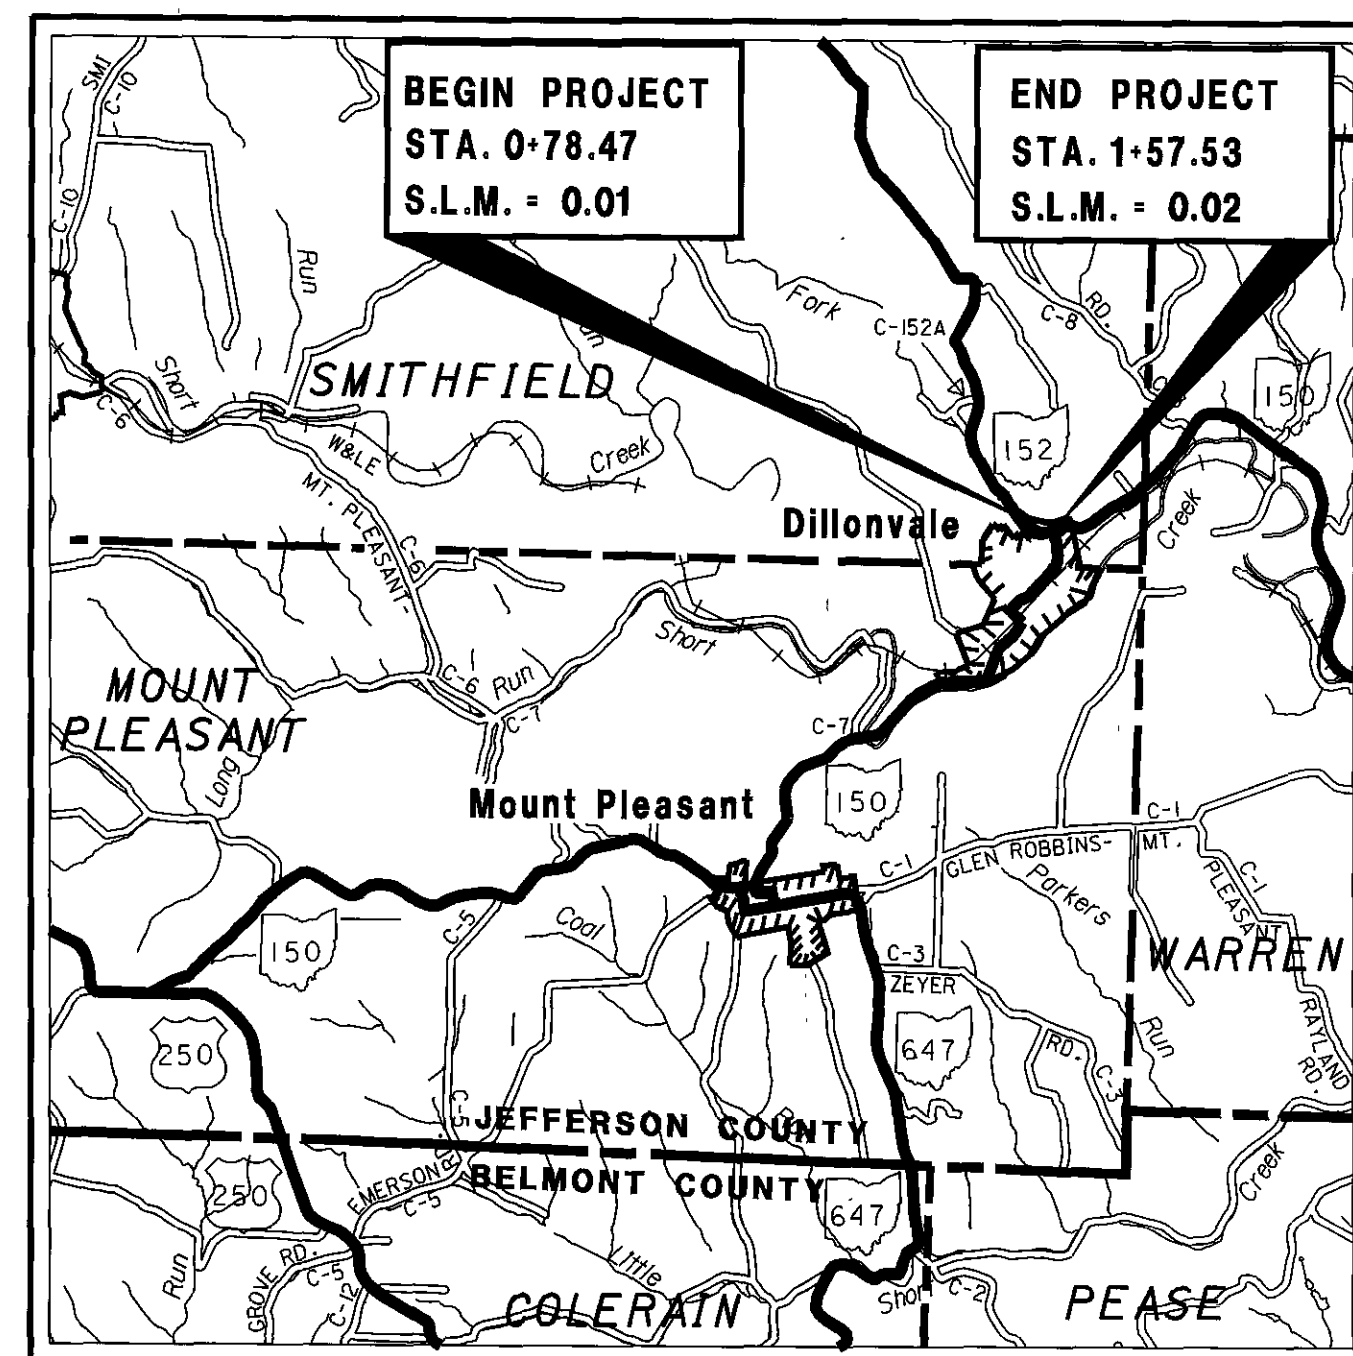 BEGIN PROJECT
STA. 0+78.47
S.L.M. = 0.01
END PROJECT
STA. 1+57.53
S.L.M. = 0.02
SMI
C-10
C-10
Run
Fork
C-152A
C-8
RD.
150
Short
C-6
SMITHFIELD
152
W&LE
Creek
MT. PLEASANT-
C-6
Dillonvale
Creek
Short
MOUNT
PLEASANT
C-6
Run
C-7
C-7
Long
Mount Pleasant
150
C-1
GLEN ROBBINS-
MT.
PLEASANT
C-1
C-1
Parkers
Run
150
C-5
Coal
C-3
ZEYER
RD.
C-3
WARREN
RAYLAND
RD.
250
647
C-5
JEFFERSON COUNTY
BELMONT COUNTY
250
EMERSON RD.
C-5
647
Creek
Run
GROVE RD.
C-5
C-12
Little
COLERAIN
Short
C-2
PEASE